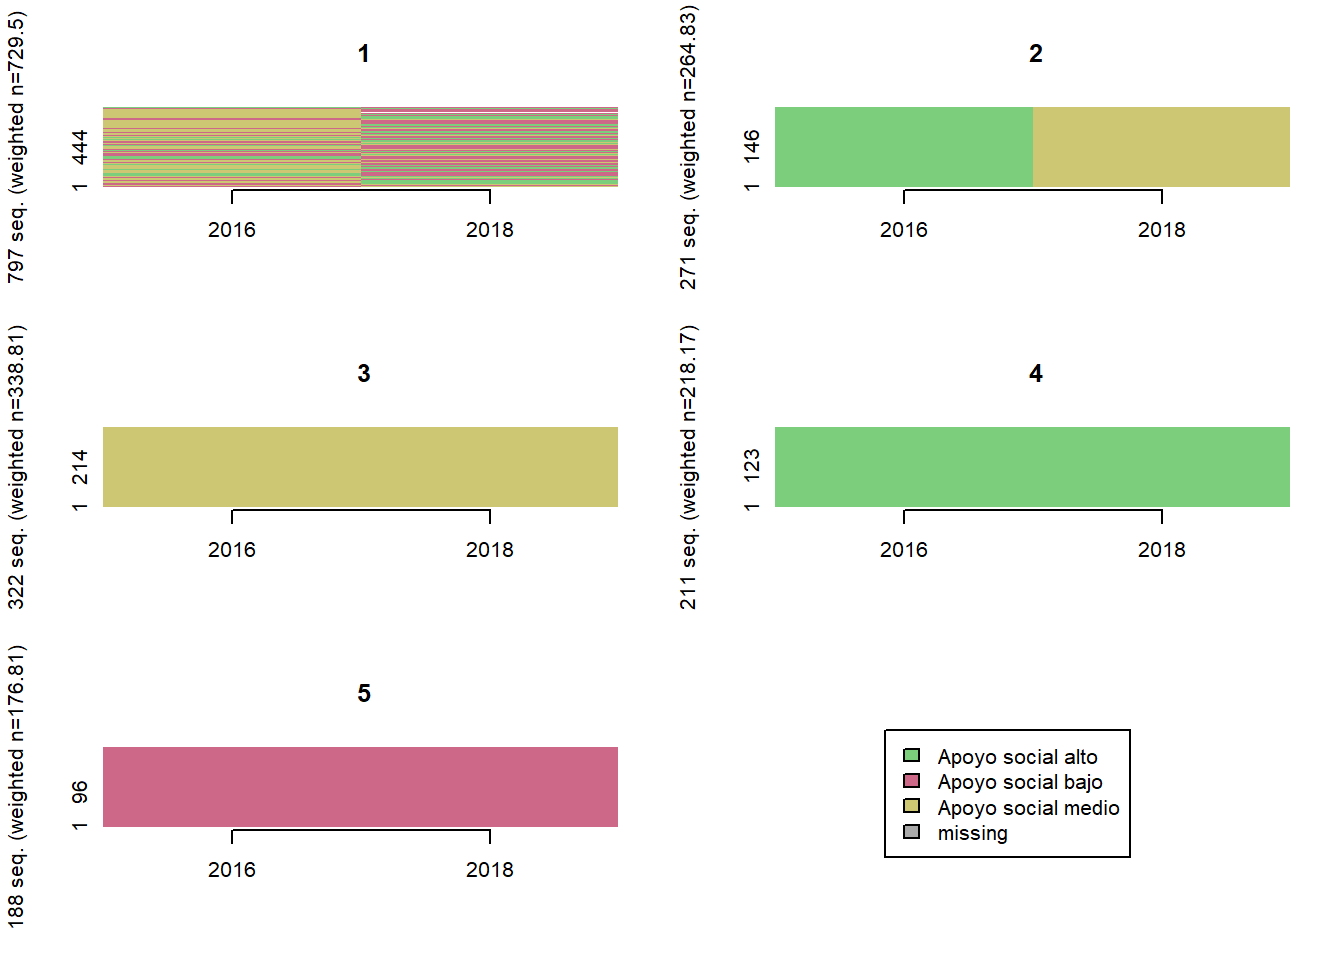 1
797 seq. (weighted n=729.5)
1 444
2016 2018
2
271 seq. (weighted n=264.83)
1 146
2016 2018
3
322 seq. (weighted n=338.81)
1 214
2016 2018
4
211 seq. (weighted n=218.17)
1 123
2016 2018
5
188 seq. (weighted n=176.81)
1 96
2016 2018
Apoyo social alto
Apoyo social bajo
Apoyo social medio
missing